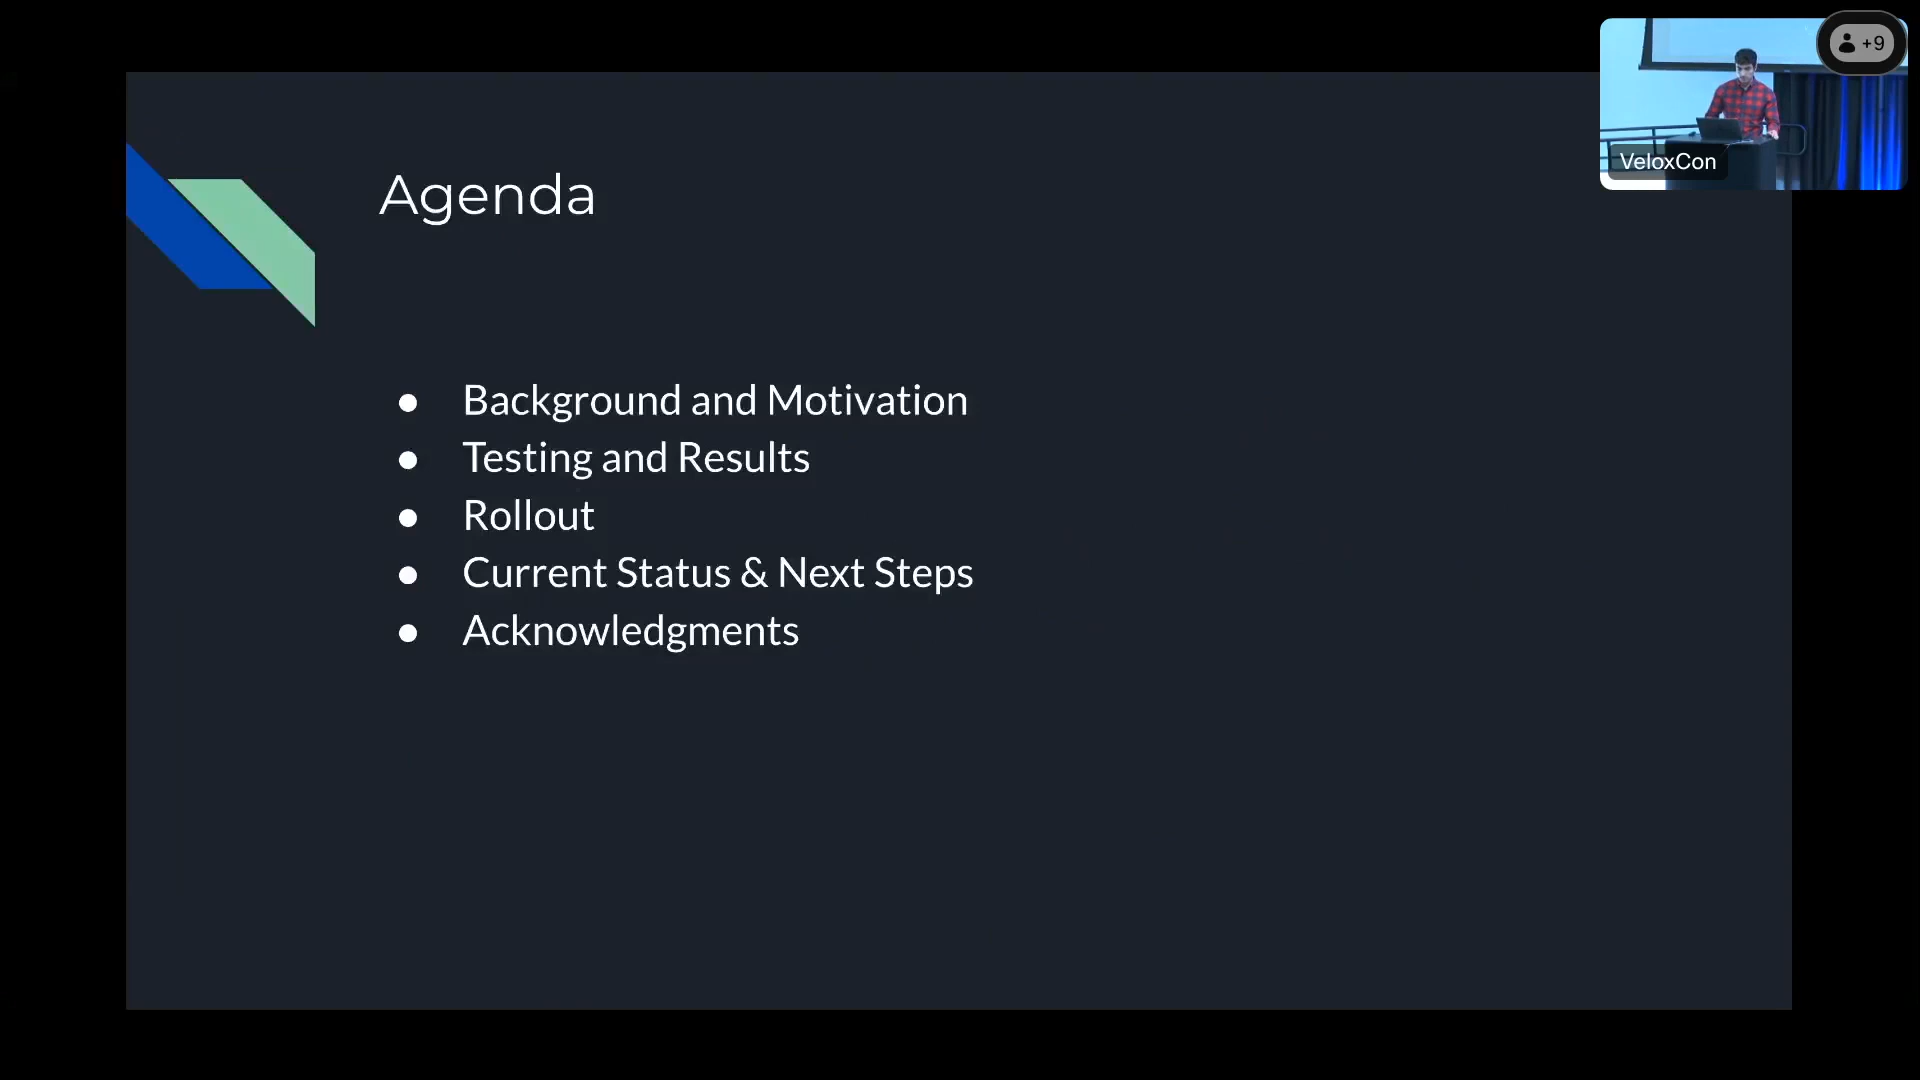 +9
VeloxCon
Agenda
● Background and Motivation
● Testing and Results
● Rollout
● Current Status & Next Steps
● Acknowledgments